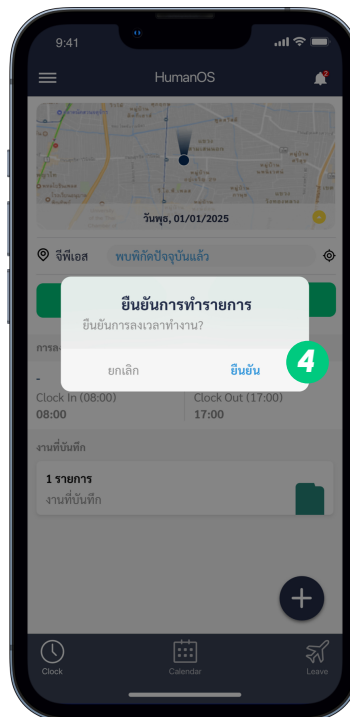 9:41
HumanOS
2
วันพุธ, 01/01/2025
จีพีเอส พบพิกัดปัจจุบันแล้ว
ยืนยันการทำรายการ
ยืนยันการลงเวลาทำงาน?
ยกเลิก ยืนยัน
4
-
Clock In (08:00) Clock Out (17:00)
08:00 17:00
งานที่บันทึก
1 รายการ
งานที่บันทึก
Clock Calendar Leave